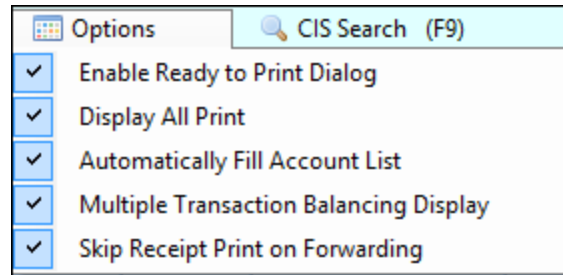 Options CIS Search (F9)
Enable Ready to Print Dialog
Display All Print
Automatically Fill Account List
Multiple Transaction Balancing Display
Skip Receipt Print on Forwarding